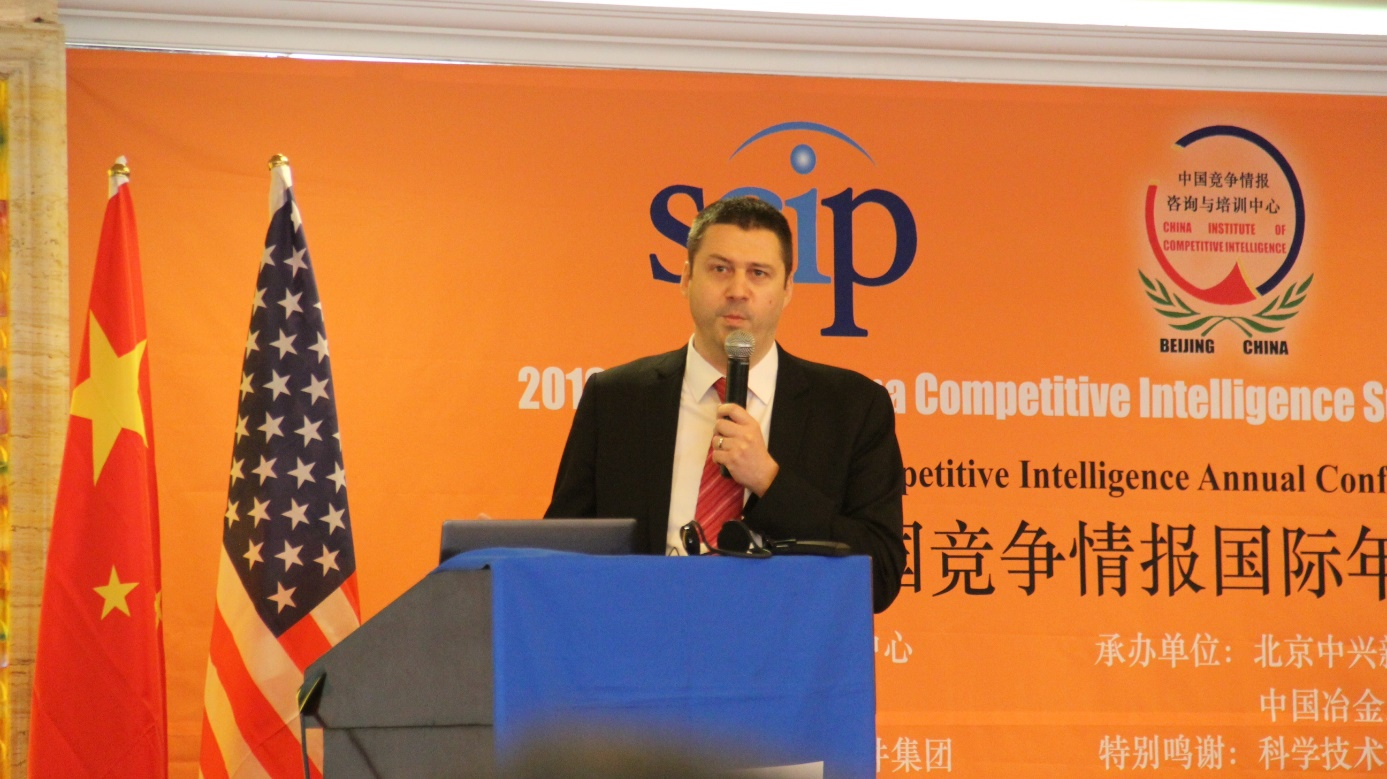 scip
中国竞争情报
咨询与培训中心
CHINA INSTITUTE OF
COMPETITIVE INTELLIGENCE
BEIJING CHINA
Competitive Intelligence
Intelligence Annual
国竞争情报国际年
中心
承办单位：北京中兴新
中国冶金
件集团
特别鸣谢：科学技术